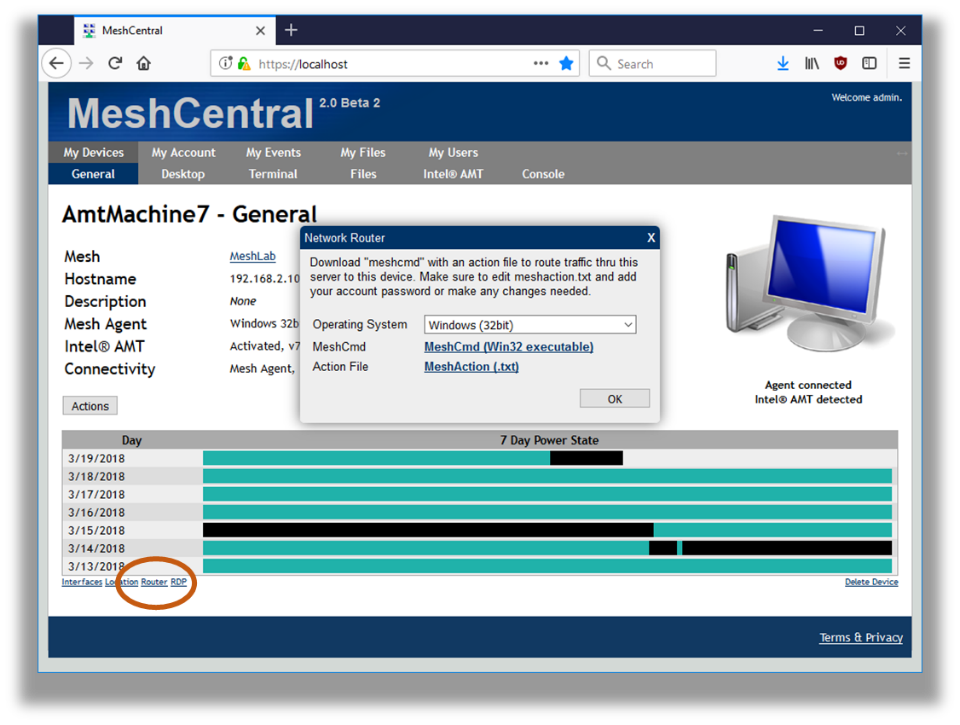 MeshCentral
https://localhost
Search
MeshCentral 2.0 Beta 2
Welcome admin.
My Devices My Account My Events My Files My Users
General Desktop Terminal Files Intel® AMT Console
AmtMachine7 - General
Network Router X
Download "meshcmd" with an action file to route traffic thru this
server to this device. Make sure to edit meshaction.txt and add
your account password or make any changes needed.
Operating System Windows (32bit)
MeshCmd MeshCmd (Win32 executable)
Action File MeshAction (.txt)
OK
Mesh MeshLab
Hostname 192.168.2.10
Description None
Mesh Agent Windows 32b
Intel® AMT Activated, v7
Connectivity Mesh Agent,
Actions
Agent connected
Intel® AMT detected
Day 7 Day Power State
3/19/2018
3/18/2018
3/17/2018
3/16/2018
3/15/2018
3/14/2018
3/13/2018
Interfaces Location Router RDP Delete Device
Terms & Privacy